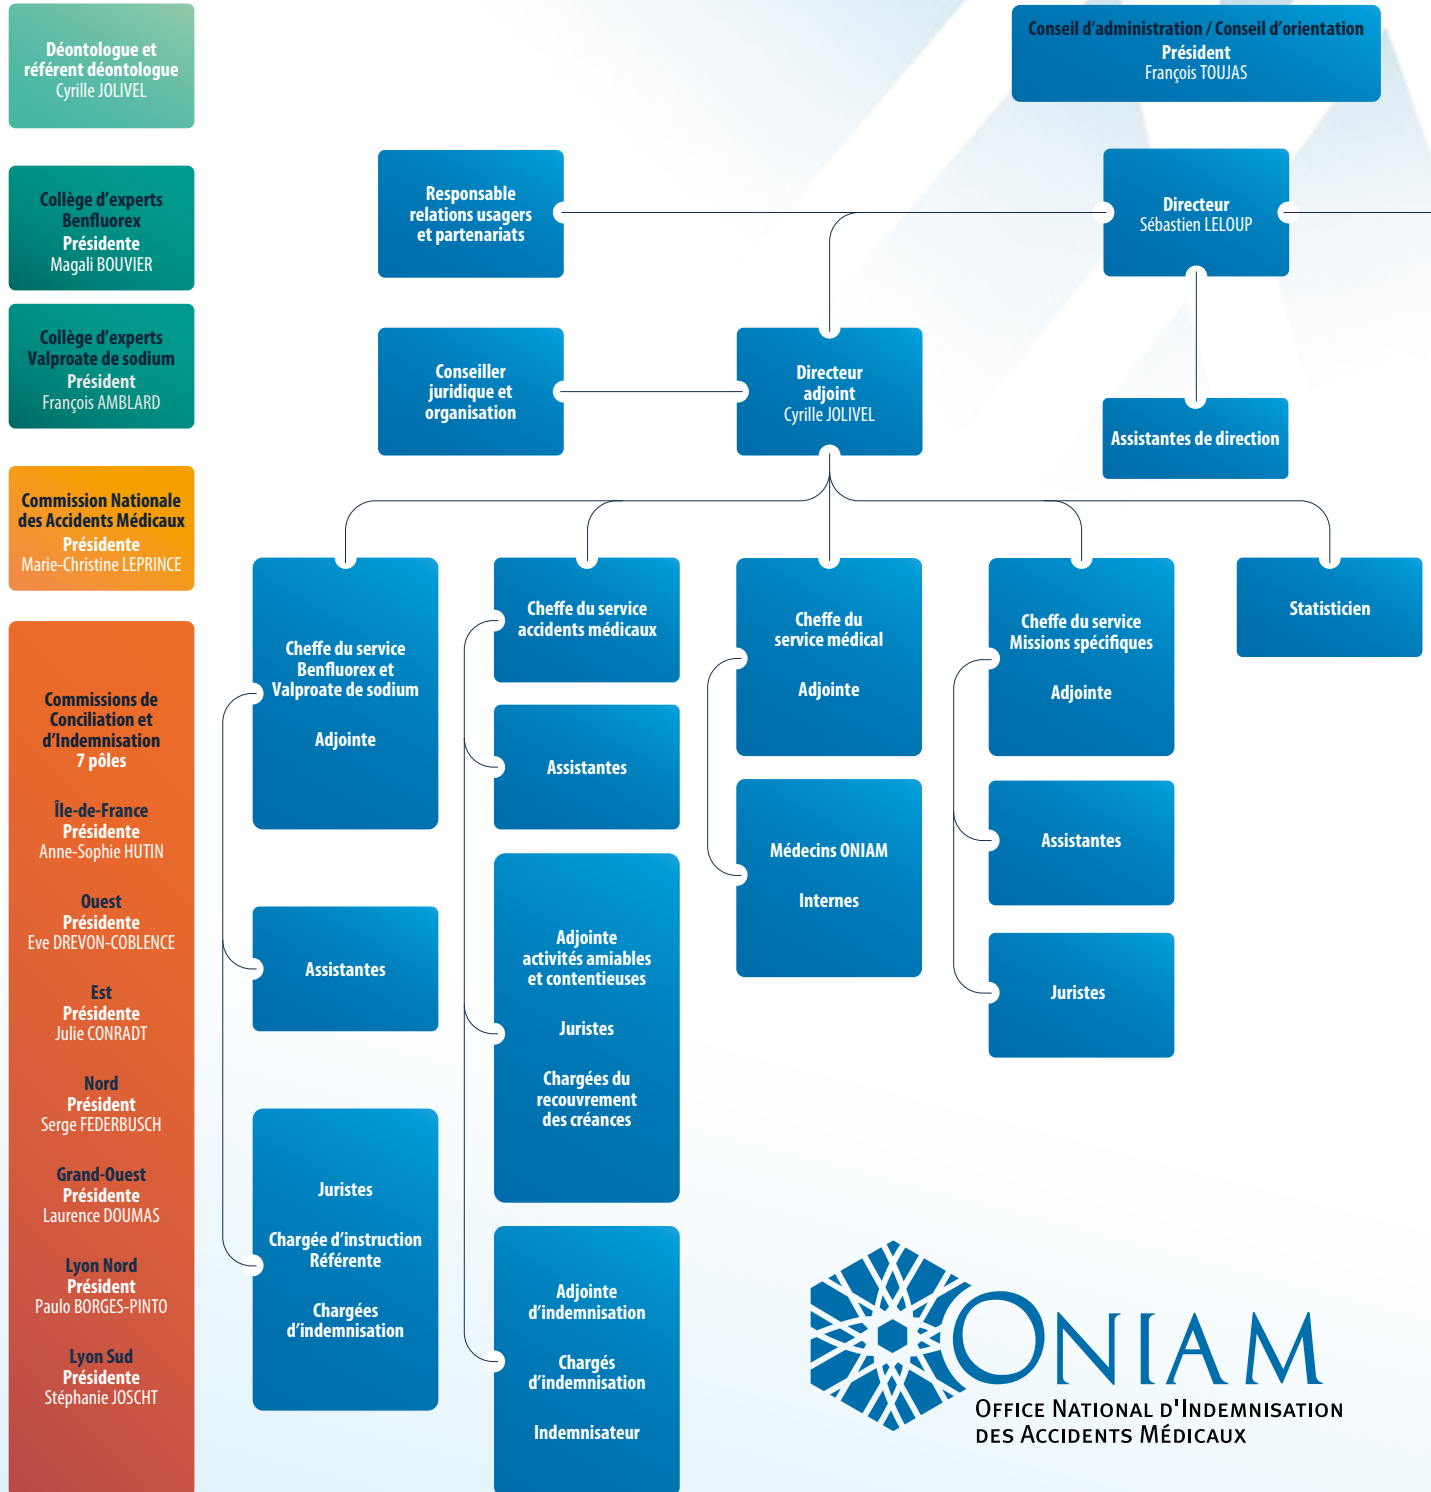 Déontologue et
référent déontologue
Cyrille JOLIVEL
Collège d'experts
Benfluorex
Présidente
Magali BOUVIER
Collège d'experts
Valproate de sodium
Président
François AMBLARD
Commission Nationale
des Accidents Médicaux
Présidente
Marie-Christine LEPRINCE
Commissions de
Conciliation et
d'Indemnisation
7 pôles
Île-de-France
Présidente
Anne-Sophie HUTIN
Ouest
Présidente
Eve DREVON-COBLENCE
Est
Présidente
Julie CONRADT
Nord
Président
Serge FEDERBUSCH
Grand-Ouest
Présidente
Laurence DOUMAS
Lyon Nord
Président
Paulo BORGES-PINTO
Lyon Sud
Présidente
Stéphanie JOSCHT
Conseil d'administration / Conseil d'orientation
Président
François TOUJAS
Responsable
relations usagers
et partenariats
Directeur
Sébastien LELOUP
Conseiller
juridique et
organisation
Directeur
adjoint
Cyrille JOLIVEL
Assistantes de direction
Cheffe du service
Benfluorex et
Valproate de sodium
Adjointe
Assistantes
Juristes
Chargée d'instruction
Référente
Chargées
d'indemnisation
Cheffe du service
accidents médicaux
Assistantes
Adjointe
activités amiables
et contentieuses
Juristes
Chargées du
recouvrement
des créances
Adjointe
d'indemnisation
Chargés
d'indemnisation
Indemnisateur
Cheffe du
service médical
Adjointe
Médecins ONIAM
Internes
Cheffe du service
Missions spécifiques
Adjointe
Assistantes
Juristes
Statisticien
ONIAM
OFFICE NATIONAL D'INDEMNISATION
DES ACCIDENTS MÉDICAUX